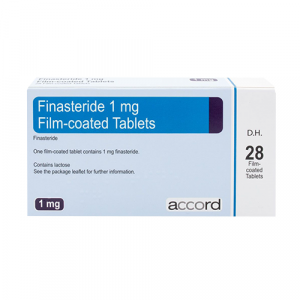 Finasteride 1 mg
Film-coated Tablets
Finasteride
One film-coated tablet contains 1 mg finasteride.
Contains lactose
See the package leaflet for further information.
1 mg
accord
D.H.
28
Film-
coated
Tablets